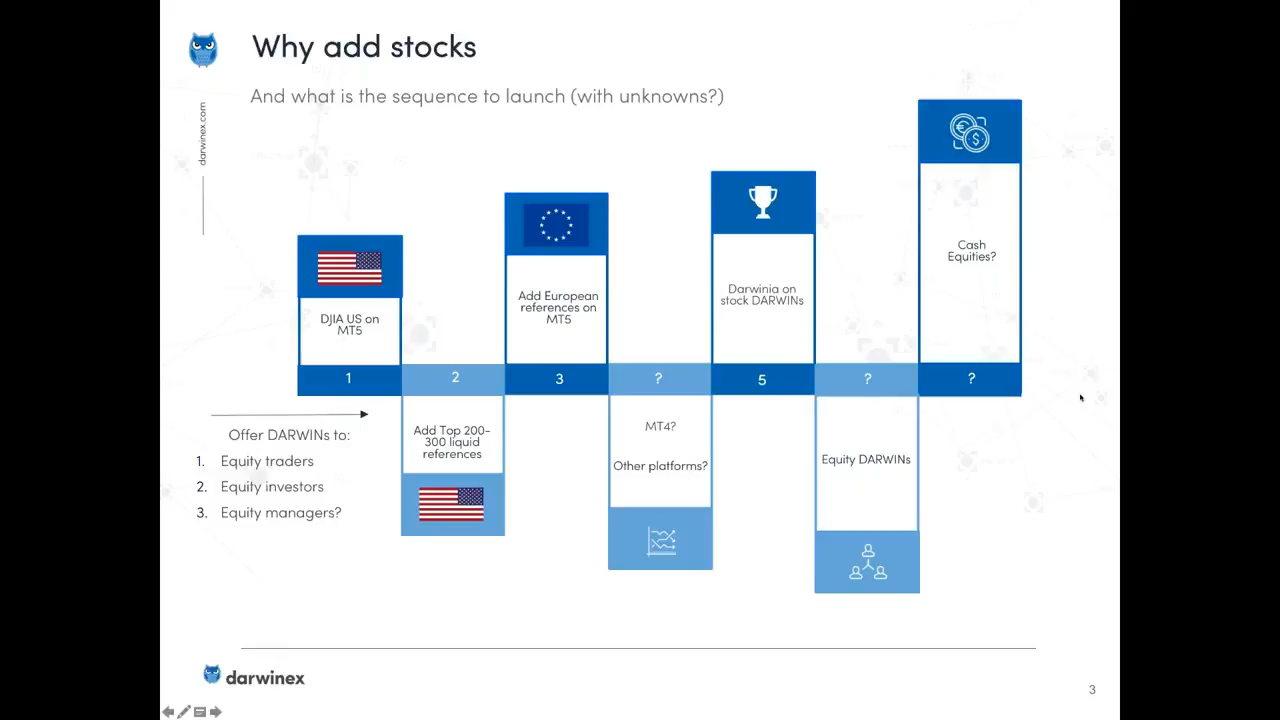 Why add stocks
And what is the sequence to launch (with unknowns?)
darwinex.com
DJIA US on
MT5
1
2
Add Top 200-
300 liquid
references
Add European
references on
MT5
3
?
MT4?
Other platforms?
Darwinia on
stock DARWINs
5
?
Equity DARWINs
Cash
Equities?
?
Offer DARWINs to:
1. Equity traders
2. Equity investors
3. Equity managers?
darwinex
3